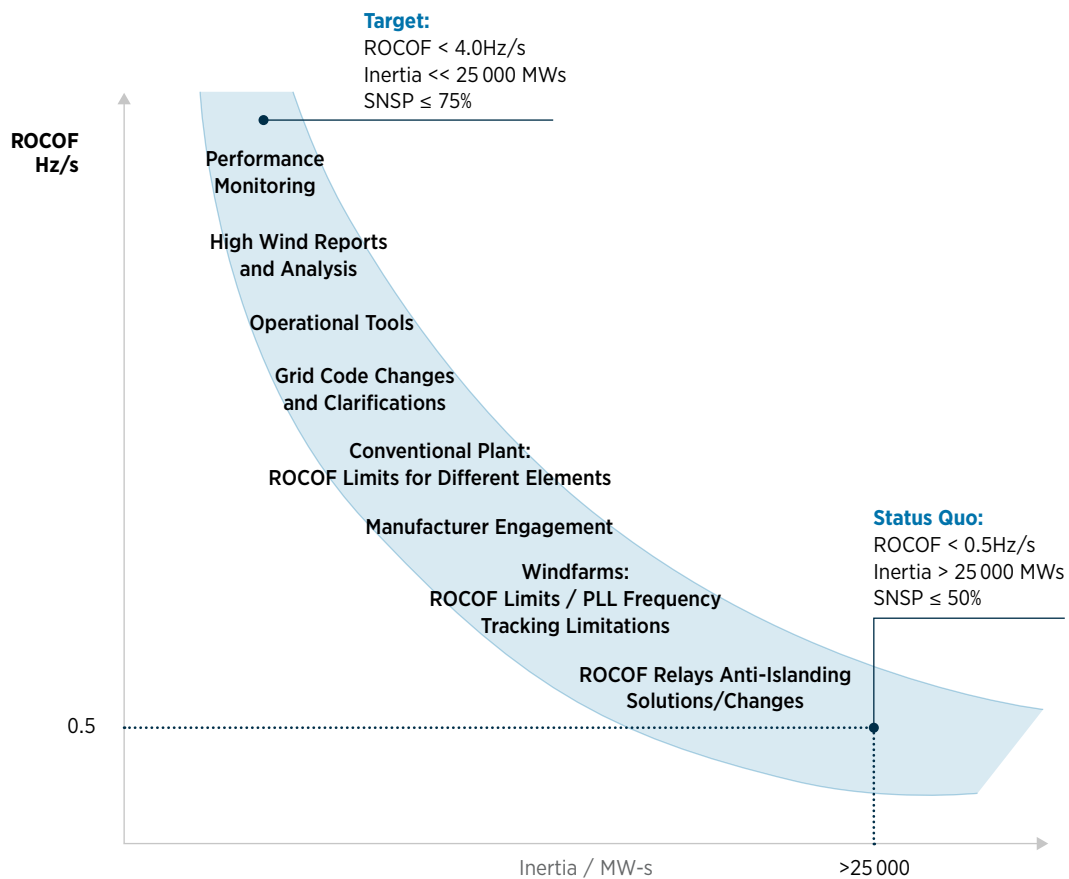 Target:
ROCOF < 4.0Hz/s
Inertia << 25 000 MWs
SNSP ≤ 75%
ROCOF
Hz/s
Performance
Monitoring
High Wind Reports
and Analysis
Operational Tools
Grid Code Changes
and Clarifications
Conventional Plant:
ROCOF Limits for Different Elements
Manufacturer Engagement
Status Quo:
ROCOF < 0.5Hz/s
Inertia > 25 000 MWs
SNSP ≤ 50%
Windfarms:
ROCOF Limits / PLL Frequency
Tracking Limitations
ROCOF Relays Anti-Islanding
Solutions/Changes
0.5
Inertia / MW-s
>25 000